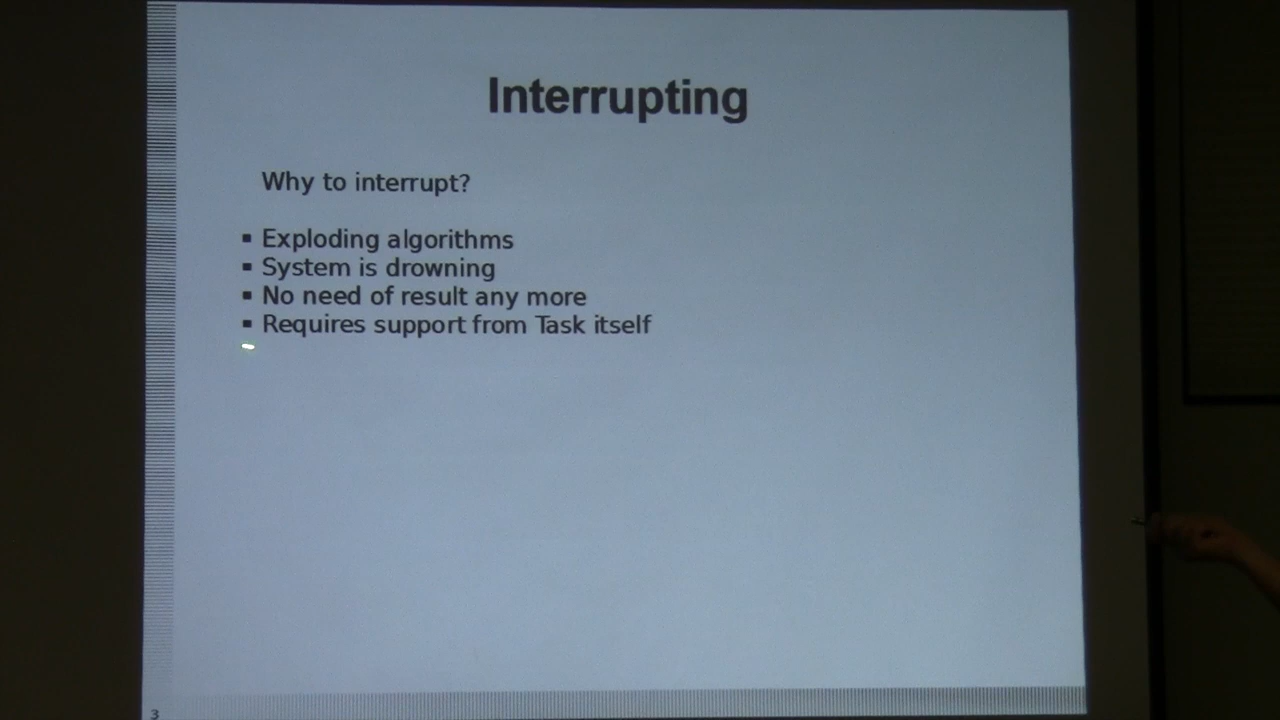 Interrupting
Why to interrupt?
▪ Exploding algorithms
▪ System is drowning
▪ No need of result any more
▪ Requires support from Task itself
3